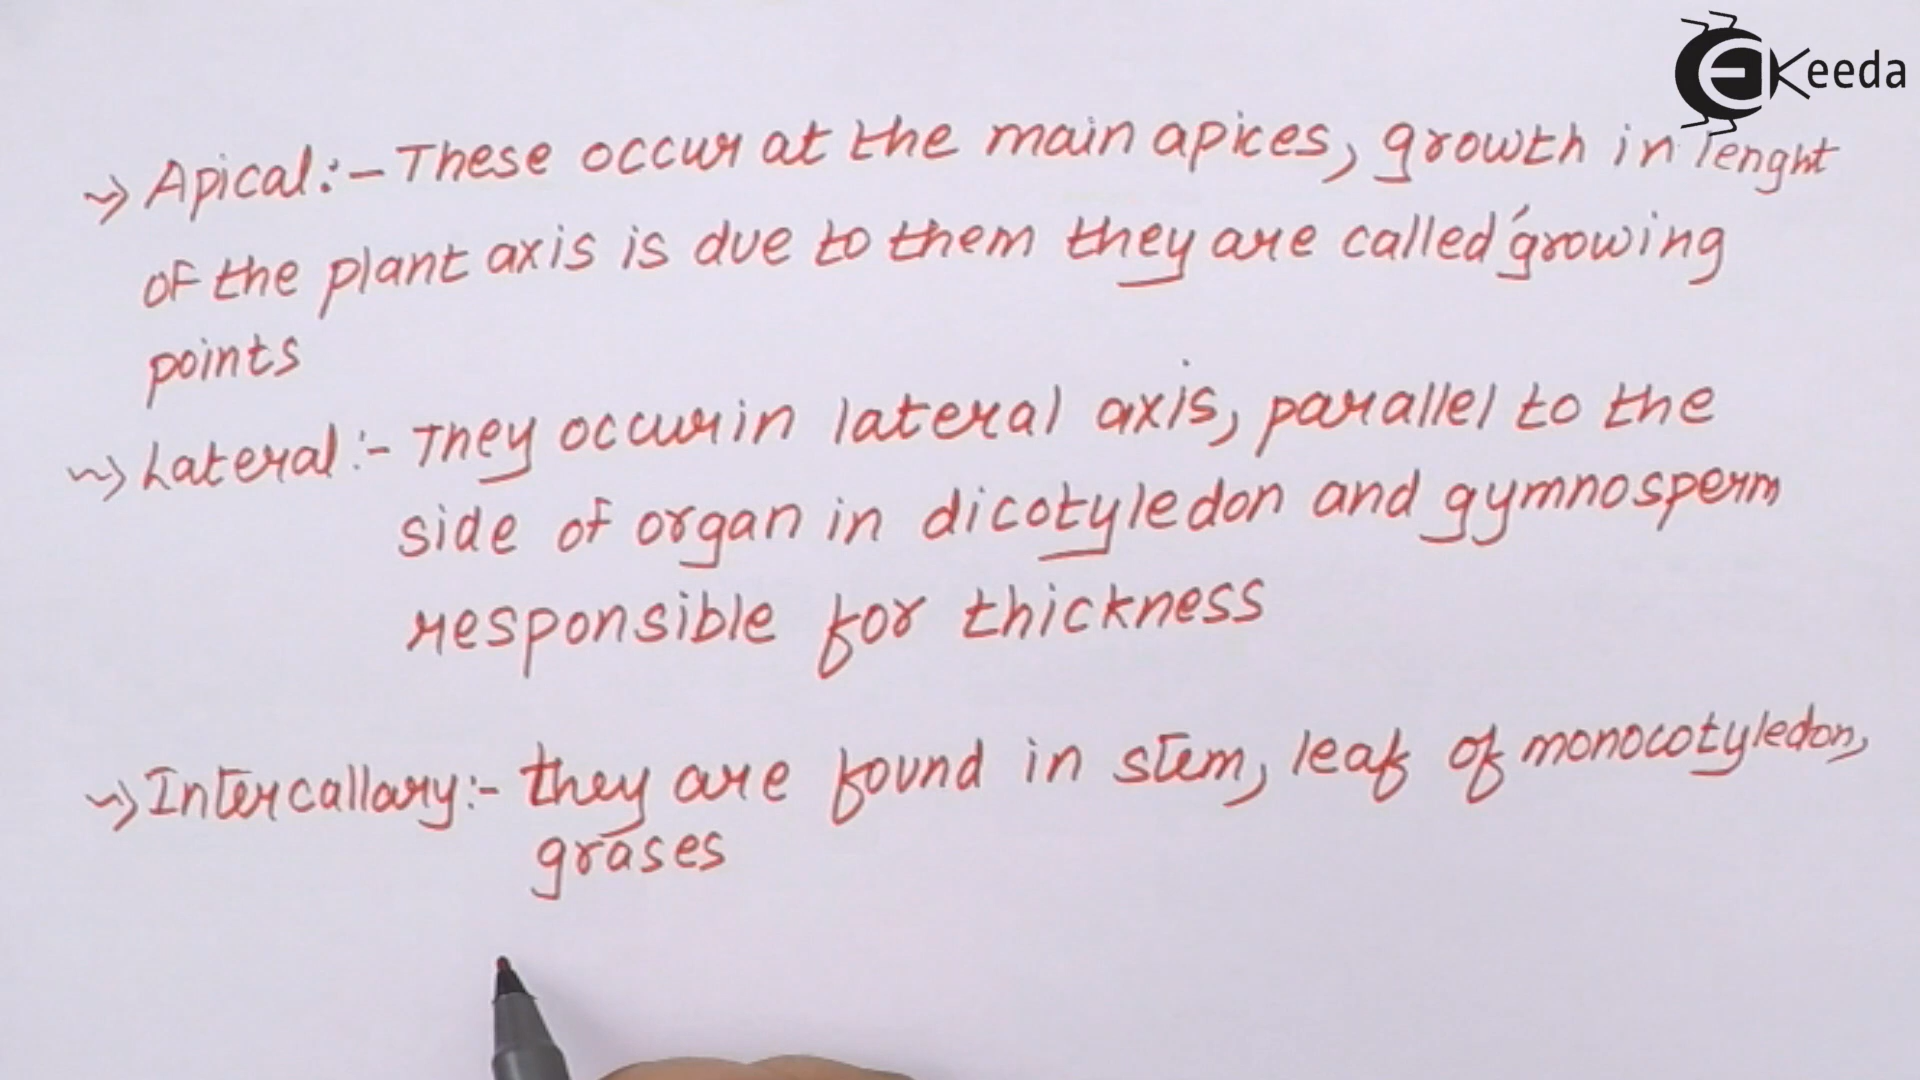 EKeeda
~> Apical:- These occur at the main apices, growth in lenght
of the plant axis is due to them they are called 'growing
points
~> Lateral:- They occur in lateral axis, parallel to the
side of organ in dicotyledon and gymnosperm
responsible for thickness
~> Intercallary:- they are found in stem, leaf of monocotyledon,
grases